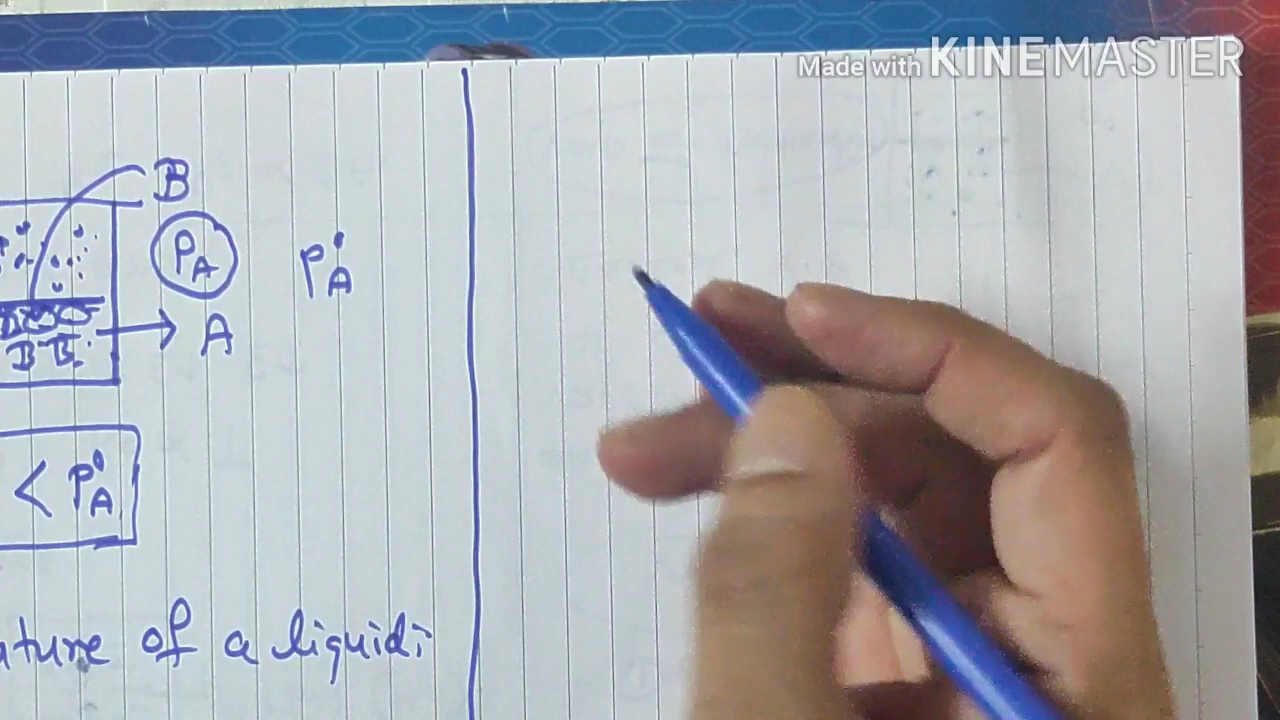 Made with KINEMASTER
B
PA P°A
A
B B
< P°A
ature of a liquid: